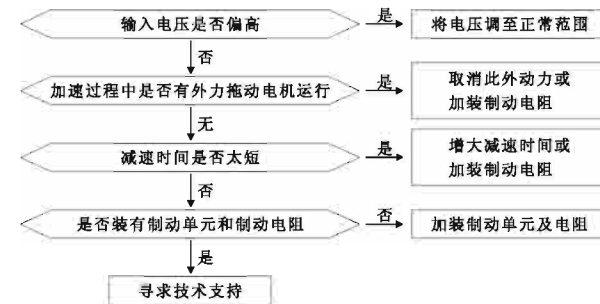 输入电压是否偏高
是
将电压调至正常范围
否
加速过程中是否有外力拖动电机运行
是
取消此外动力或
加装制动电阻
无
减速时间是否太短
是
增大减速时间或
加装制动电阻
否
是否装有制动单元和制动电阻
否
加装制动单元及电阻
是
寻求技术支持